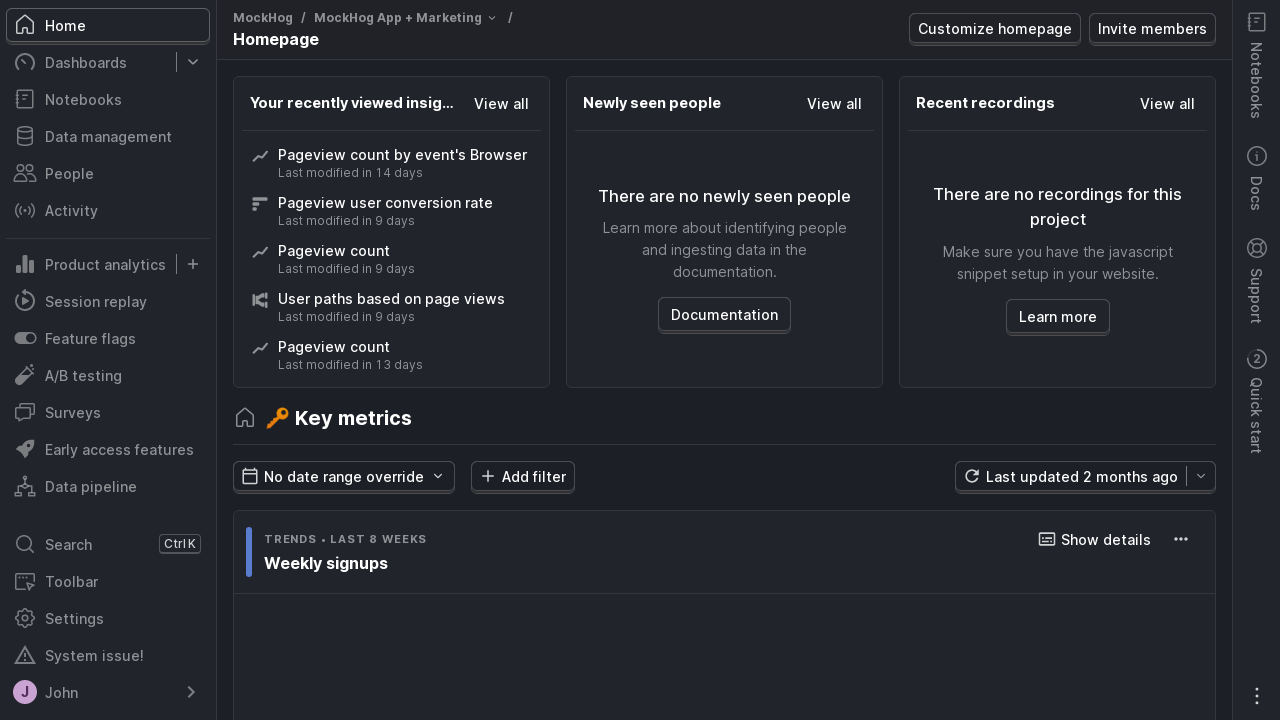 Home
Dashboards
Notebooks
Data management
People
Activity
Product analytics
Session replay
Feature flags
A/B testing
Surveys
Early access features
Data pipeline
Search
Ctrl K
Toolbar
Settings
System issue!
J
John
MockHog / MockHog App + Marketing /
Homepage
Customize homepage
Invite members
Your recently viewed insig...
View all
Pageview count by event's Browser
Last modified in 14 days
Pageview user conversion rate
Last modified in 9 days
Pageview count
Last modified in 9 days
User paths based on page views
Last modified in 9 days
Pageview count
Last modified in 13 days
Newly seen people
View all
There are no newly seen people
Learn more about identifying people
and ingesting data in the
documentation.
Documentation
Recent recordings
View all
There are no recordings for this
project
Make sure you have the javascript
snippet setup in your website.
Learn more
🔑 Key metrics
No date range override
Add filter
Last updated 2 months ago
TRENDS • LAST 8 WEEKS
Weekly signups
Show details
Notebooks
Docs
Support
2
Quick start